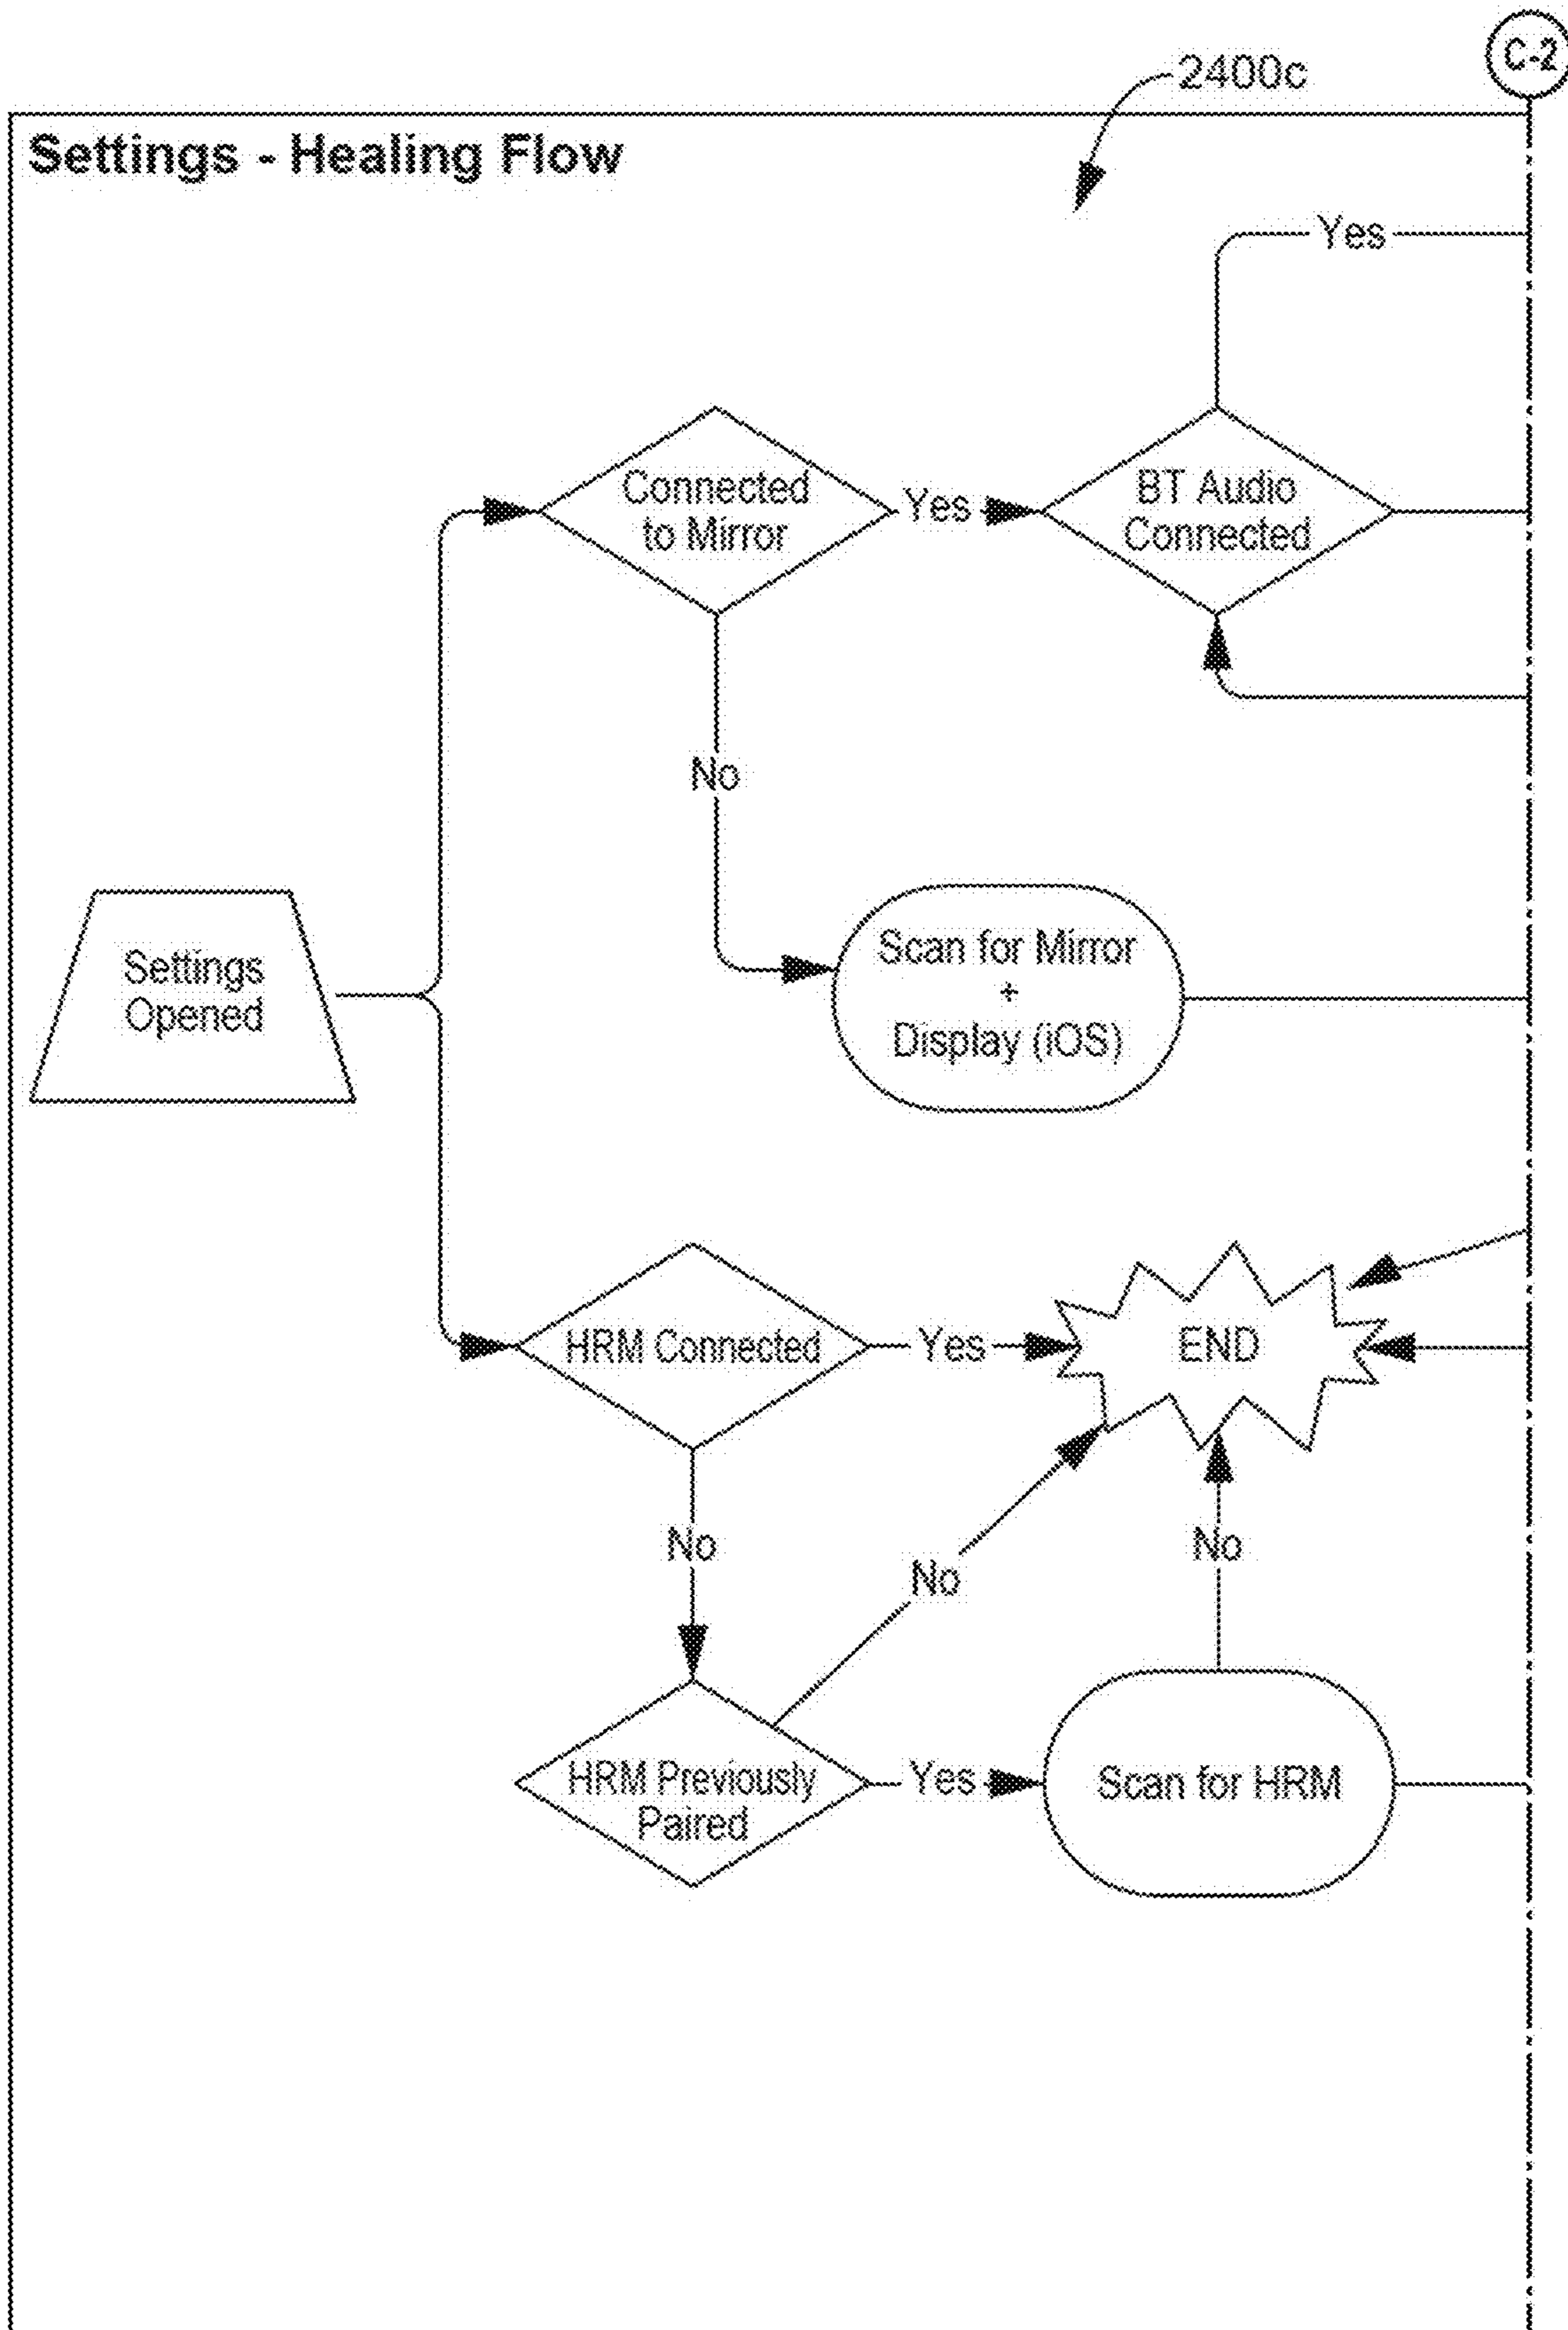 C-2
2400c
Settings - Healing Flow
Yes
Connected
to Mirror
Yes
BT Audio
Connected
No
Settings
Opened
Scan for Mirror
+
Display (iOS)
HRM Connected
Yes
END
No
No
No
HRM Previously
Paired
Yes
Scan for HRM